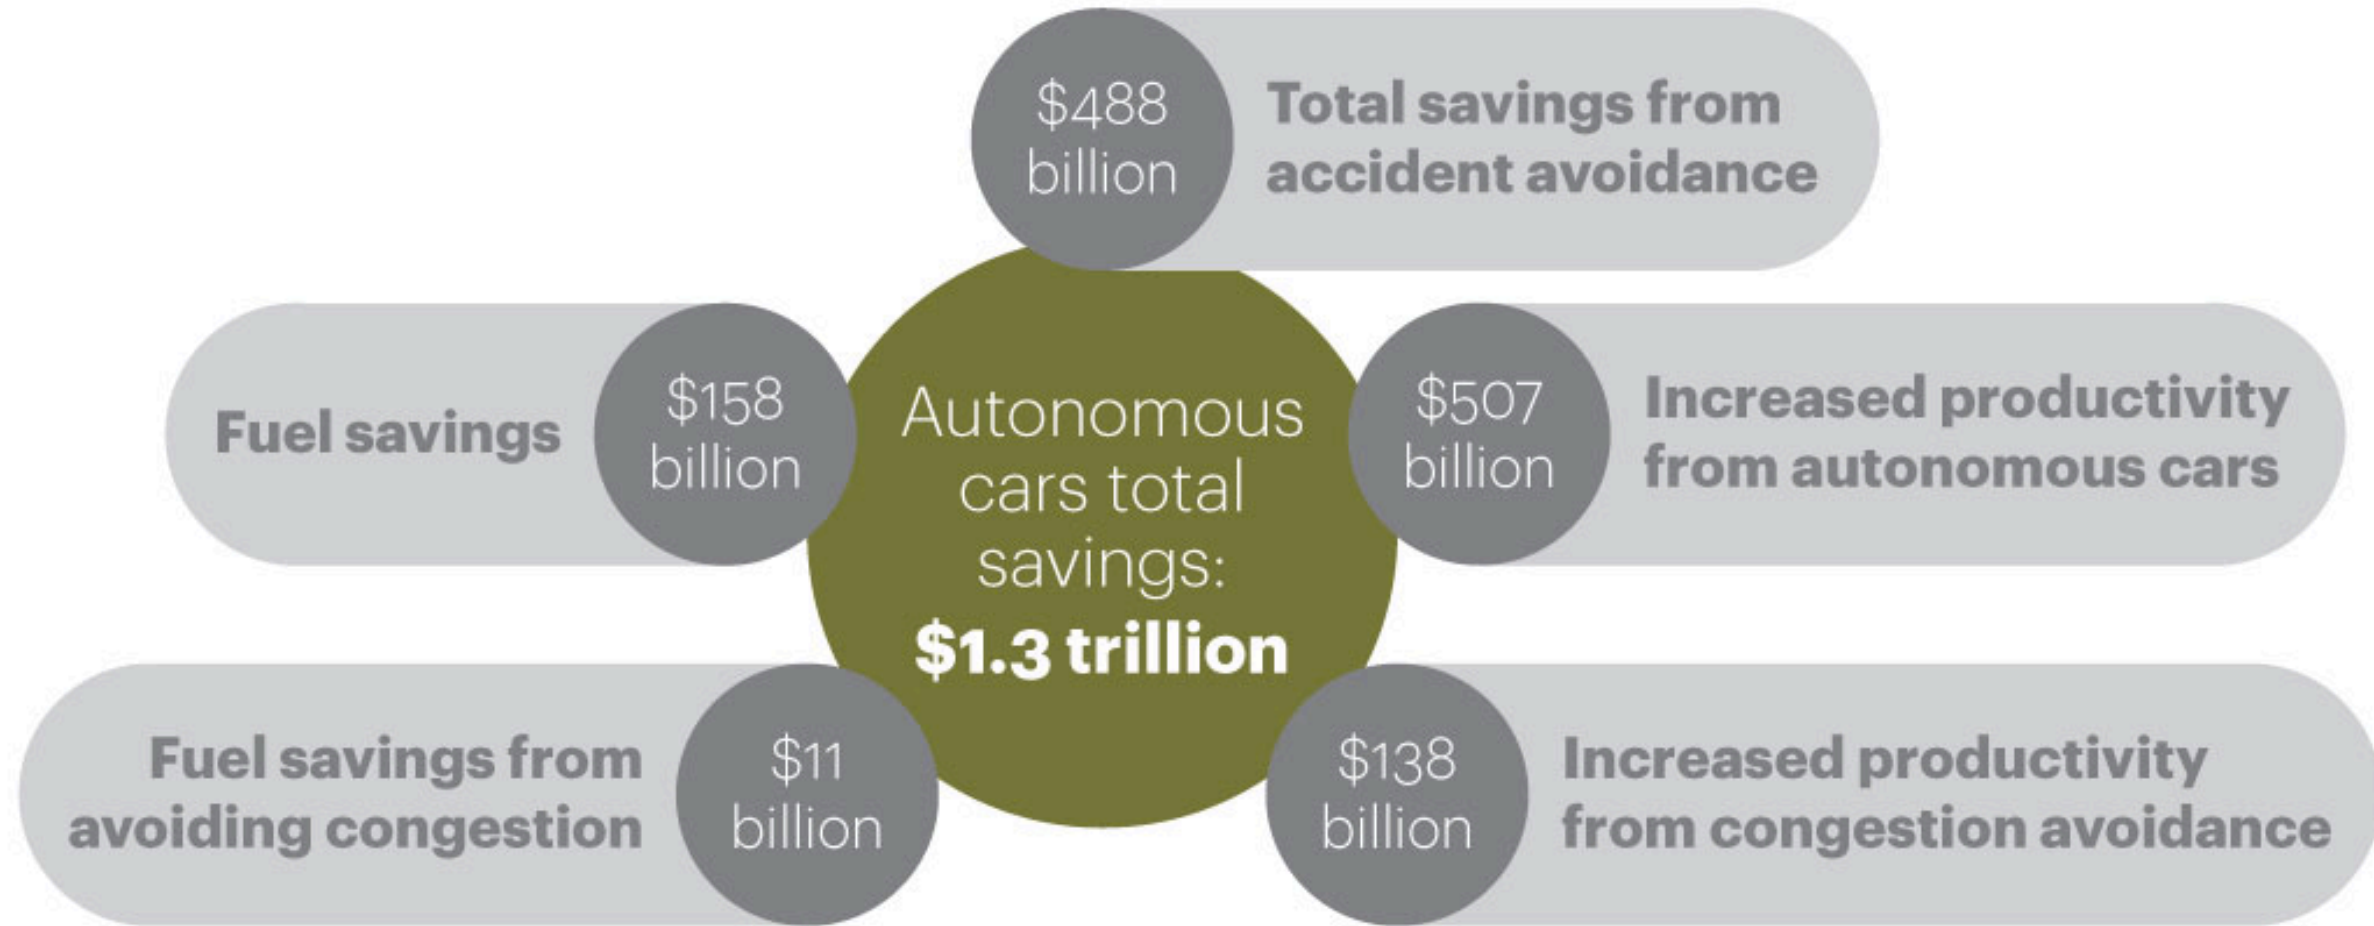 $488
billion
Total savings from
accident avoidance
Fuel savings
$158
billion
Autonomous
cars total
savings:
$1.3 trillion
$507
billion
Increased productivity
from autonomous cars
Fuel savings from
avoiding congestion
$11
billion
$138
billion
Increased productivity
from congestion avoidance